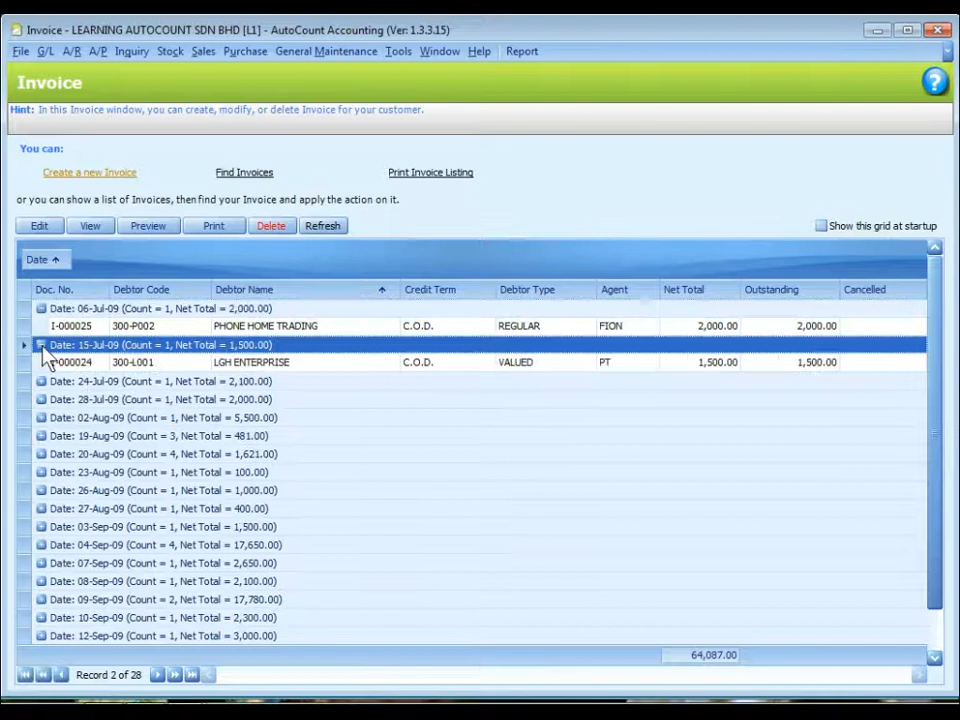 Invoice - LEARNING AUTOCOUNT SDN BHD [L1] - AutoCount Accounting (Ver: 1.3.3.15)
File G/L A/R A/P Inquiry Stock Sales Purchase General Maintenance Tools Window Help Report
Invoice
?
Hint: In this Invoice window, you can create, modify, or delete Invoice for your customer.
You can:
Create a new Invoice Find Invoices Print Invoice Listing
or you can show a list of Invoices, then find your Invoice and apply the action on it.
Edit View Preview Print Delete Refresh Show this grid at startup
Date
Doc. No. Debtor Code Debtor Name Credit Term Debtor Type Agent Net Total Outstanding Cancelled
Date: 06-Jul-09 (Count = 1, Net Total = 2,000.00)
I-000025 300-P002 PHONE HOME TRADING C.O.D. REGULAR FION 2,000.00 2,000.00
Date: 15-Jul-09 (Count = 1, Net Total = 1,500.00)
000024 300-L001 LGH ENTERPRISE C.O.D. VALUED PT 1,500.00 1,500.00
Date: 24-Jul-09 (Count = 1, Net Total = 2,100.00)
Date: 28-Jul-09 (Count = 1, Net Total = 2,000.00)
Date: 02-Aug-09 (Count = 1, Net Total = 5,500.00)
Date: 19-Aug-09 (Count = 3, Net Total = 481.00)
Date: 20-Aug-09 (Count = 4, Net Total = 1,621.00)
Date: 23-Aug-09 (Count = 1, Net Total = 100.00)
Date: 26-Aug-09 (Count = 1, Net Total = 1,000.00)
Date: 27-Aug-09 (Count = 1, Net Total = 400.00)
Date: 03-Sep-09 (Count = 1, Net Total = 1,500.00)
Date: 04-Sep-09 (Count = 4, Net Total = 17,650.00)
Date: 07-Sep-09 (Count = 1, Net Total = 2,650.00)
Date: 08-Sep-09 (Count = 1, Net Total = 2,100.00)
Date: 09-Sep-09 (Count = 2, Net Total = 17,780.00)
Date: 10-Sep-09 (Count = 1, Net Total = 2,300.00)
Date: 12-Sep-09 (Count = 1, Net Total = 3,000.00)
64,087.00
Record 2 of 28